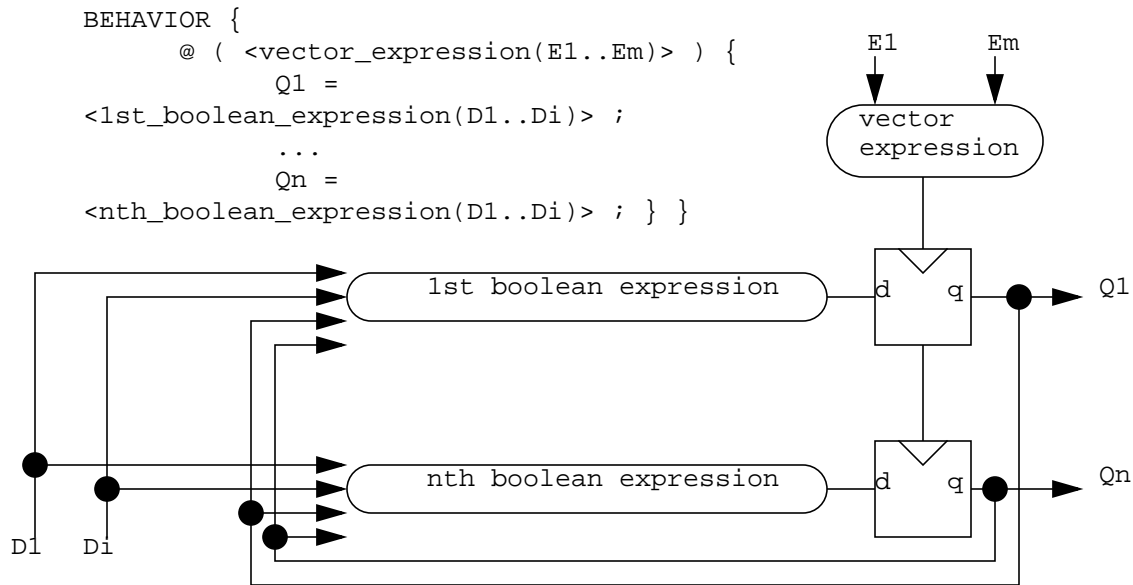 BEHAVIOR {
@ ( <vector_expression(E1..Em)> ) {
Q1 =
<1st_boolean_expression(D1..Di)> ;
...
Qn =
<nth_boolean_expression(D1..Di)> ; } }
E1 Em
vector
expression
1st boolean expression
d q
Q1
nth boolean expression
d q
Qn
D1 Di